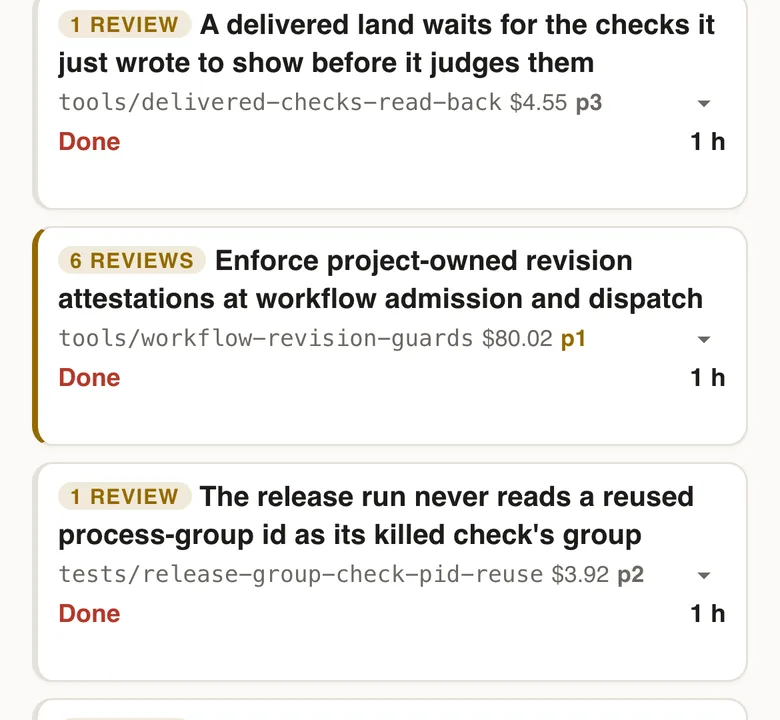 1 REVIEW A delivered land waits for the checks it
just wrote to show before it judges them
tools/delivered-checks-read-back $4.55 p3
Done 1 h
6 REVIEWS Enforce project-owned revision
attestations at workflow admission and dispatch
tools/workflow-revision-guards $80.02 p1
Done 1 h
1 REVIEW The release run never reads a reused
process-group id as its killed check's group
tests/release-group-check-pid-reuse $3.92 p2
Done 1 h